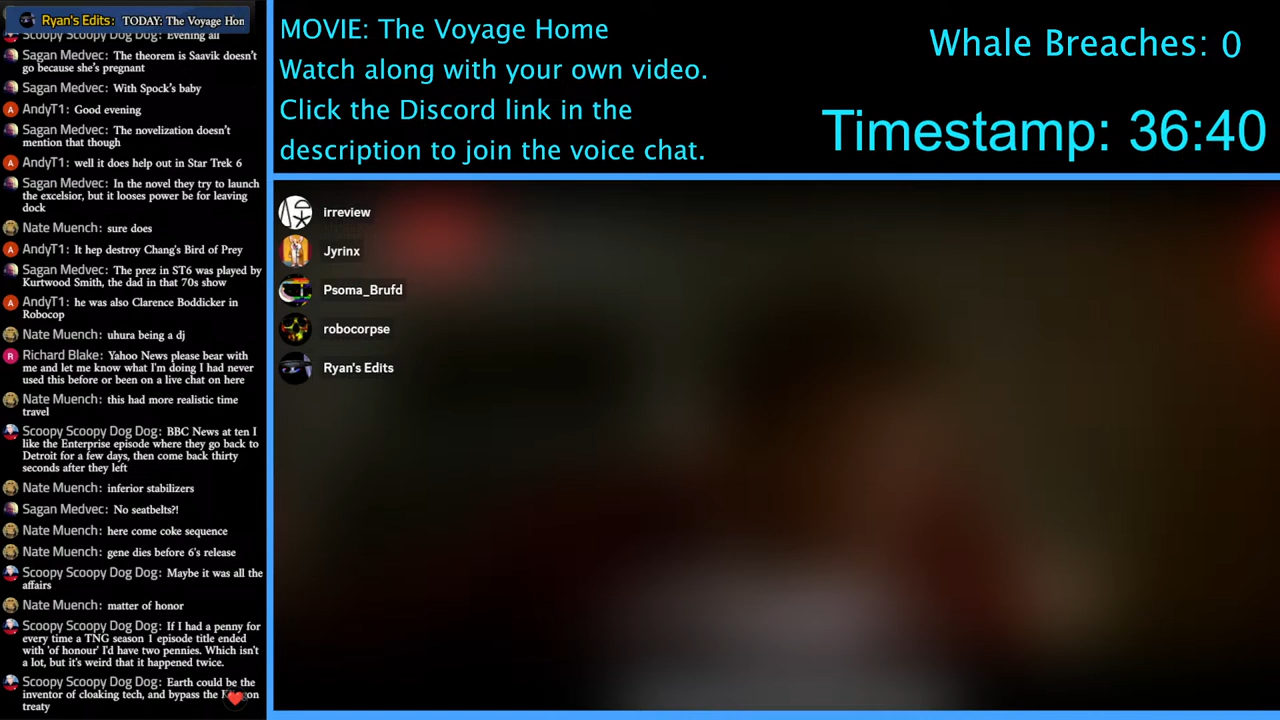 Ryan's Edits: TODAY: The Voyage Hom
Scoopy Scoopy Dog Dog: Evening all
Sagan Medvec: The theorem is Saavik doesn't
go because she's pregnant
Sagan Medvec: With Spock's baby
AndyT1: Good evening
Sagan Medvec: The novelization doesn't
mention that though
AndyT1: well it does help out in Star Trek 6
Sagan Medvec: In the novel they try to launch
the excelsior, but it looses power be for leaving
dock
Nate Muench: sure does
AndyT1: It hep destroy Chang's Bird of Prey
Sagan Medvec: The prez in ST6 was played by
Kurtwood Smith, the dad in that 70s show
AndyT1: he was also Clarence Boddicker in
Robocop
Nate Muench: uhura being a dj
Richard Blake: Yahoo News please bear with
me and let me know what I'm doing I had never
used this before or been on a live chat on here
Nate Muench: this had more realistic time
travel
Scoopy Scoopy Dog Dog: BBC News at ten I
like the Enterprise episode where they go back to
Detroit for a few days, then come back thirty
seconds after they left
Nate Muench: inferior stabilizers
Sagan Medvec: No seatbelts?!
Nate Muench: here come coke sequence
Nate Muench: gene dies before 6's release
Scoopy Scoopy Dog Dog: Maybe it was all the
affairs
Nate Muench: matter of honor
Scoopy Scoopy Dog Dog: If I had a penny for
every time a TNG season 1 episode title ended
with 'of honour' I'd have two pennies. Which isn't
a lot, but it's weird that it happened twice.
Scoopy Scoopy Dog Dog: Earth could be the
inventor of cloaking tech, and bypass the
treaty
MOVIE: The Voyage Home
Watch along with your own video.
Click the Discord link in the
description to join the voice chat.
Whale Breaches: 0
Timestamp: 36:40
irreview
Jyrinx
Psoma_Brufd
robocorpse
Ryan's Edits